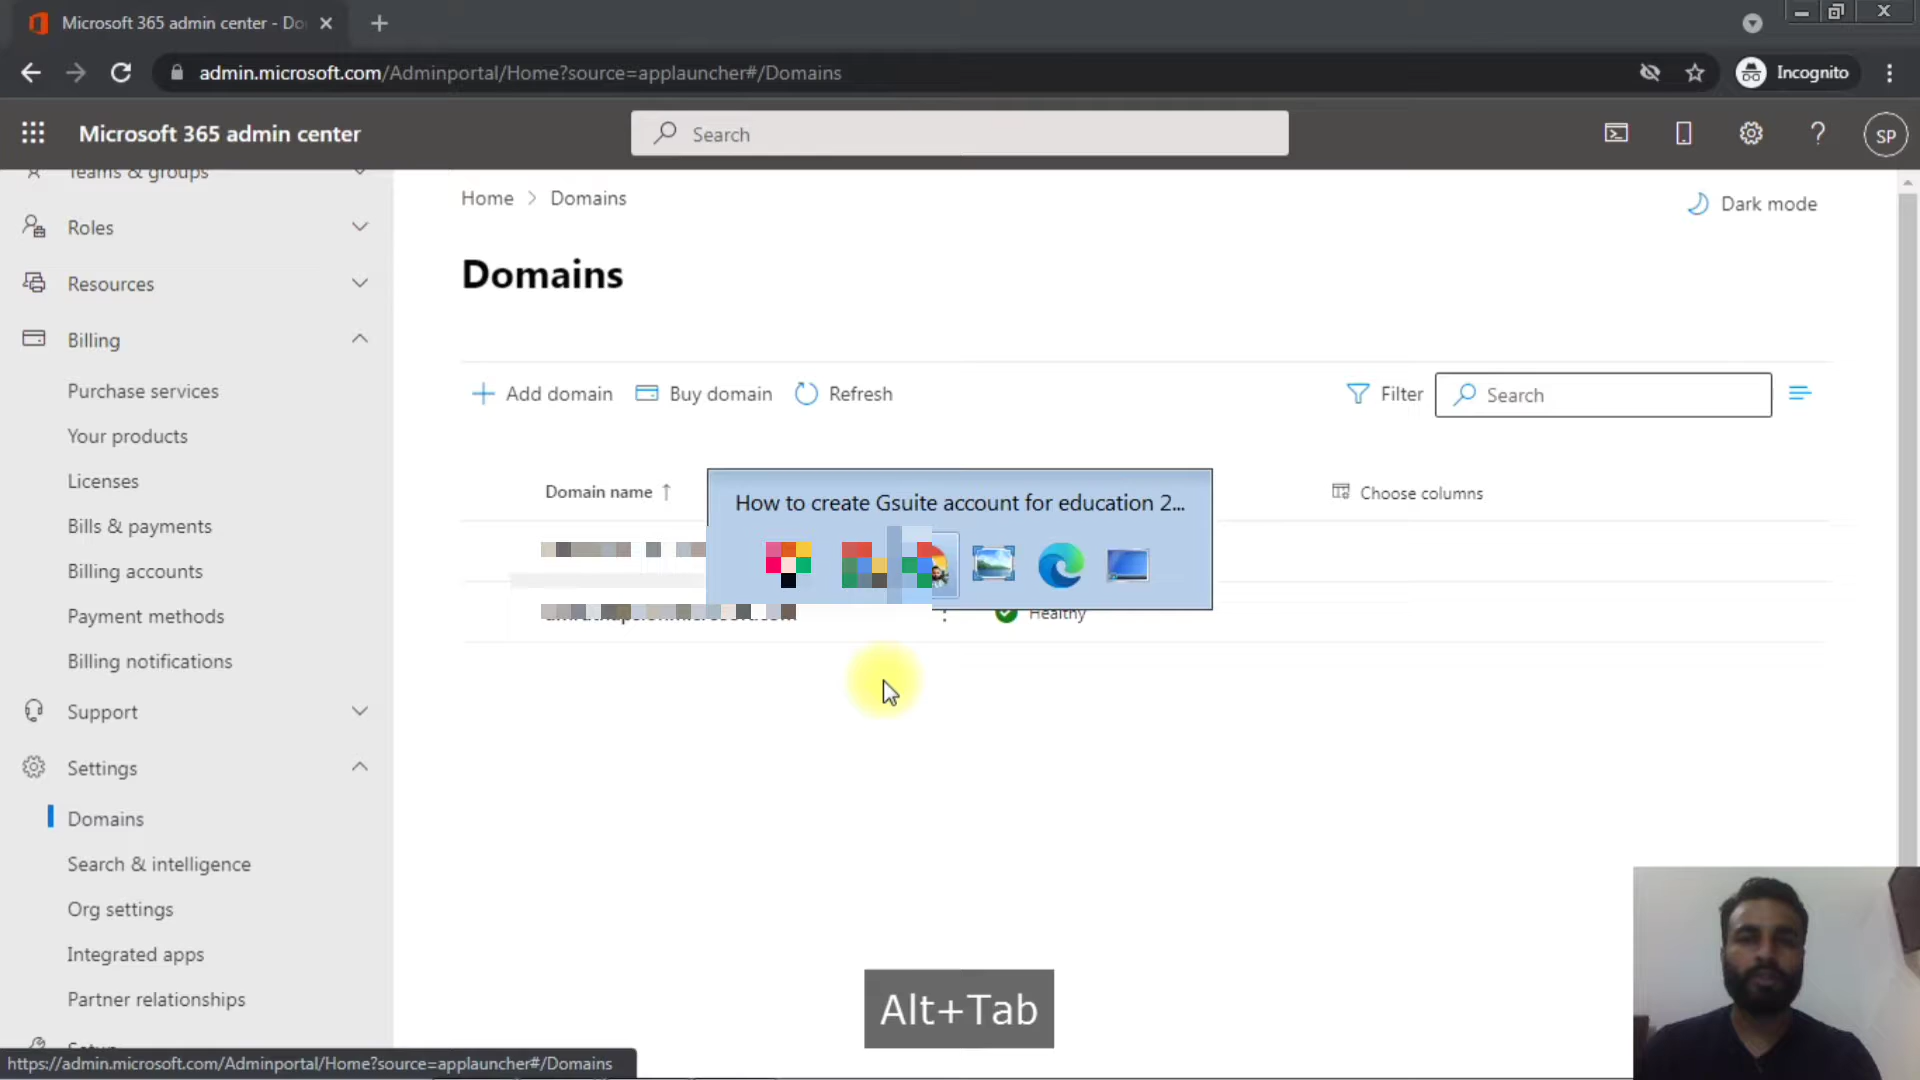 Microsoft 365 admin center - Do
admin.microsoft.com/Adminportal/Home?source=applauncher#/Domains
Incognito
Microsoft 365 admin center
Search
SP
Teams & groups
Home > Domains
Dark mode
Roles
Resources
Domains
Billing
Purchase services
Add domain
Buy domain
Refresh
Filter
Search
Your products
Licenses
Domain name ↑
How to create Gsuite account for education 2...
Choose columns
Bills & payments
Billing accounts
Payment methods
Healthy
Billing notifications
Support
Settings
Domains
Search & intelligence
Org settings
Integrated apps
Partner relationships
Alt+Tab
Setup
https://admin.microsoft.com/Adminportal/Home?source=applauncher#/Domains